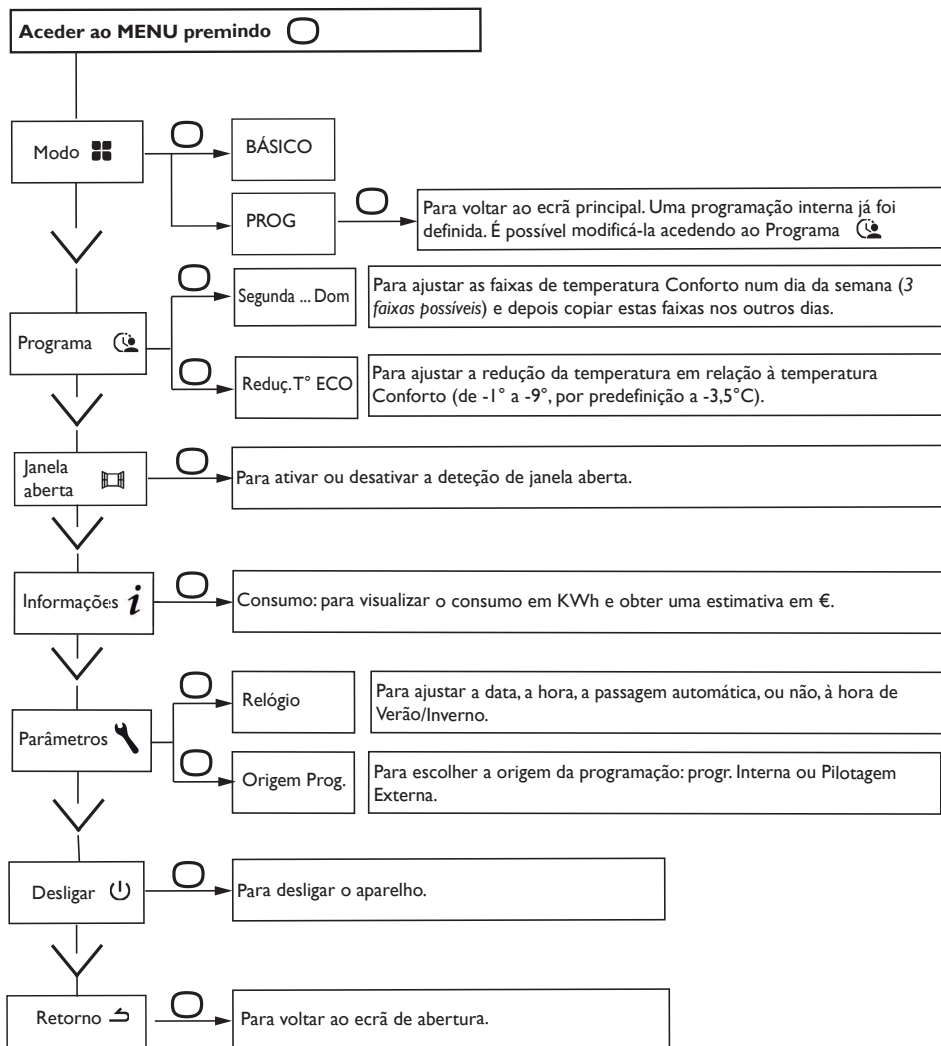 Aceder ao MENU premindo
Modo
BÁSICO
PROG
Para voltar ao ecrã principal. Uma programação interna já foi
definida. É possível modificá-la acedendo ao Programa
Programa
Segunda ... Dom
Para ajustar as faixas de temperatura Conforto num dia da semana (3
faixas possíveis) e depois copiar estas faixas nos outros dias.
Reduç. T° ECO
Para ajustar a redução da temperatura em relação à temperatura
Conforto (de -1° a -9°, por predefinição a -3,5°C).
Janela
aberta
Para ativar ou desativar a deteção de janela aberta.
Informações i
Consumo: para visualizar o consumo em KWh e obter uma estimativa em €.
Parâmetros
Relógio
Para ajustar a data, a hora, a passagem automática, ou não, à hora de
Verão/Inverno.
Origem Prog.
Para escolher a origem da programação: progr. Interna ou Pilotagem
Externa.
Desligar
Para desligar o aparelho.
Retorno
Para voltar ao ecrã de abertura.